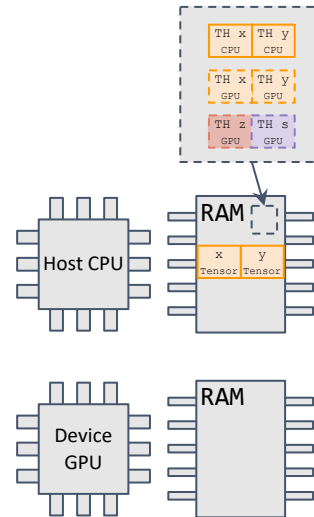 TH x TH y
CPU CPU
TH x TH y
GPU GPU
TH z TH s
GPU GPU
RAM
Host CPU
x y
Tensor Tensor
RAM
Device
GPU